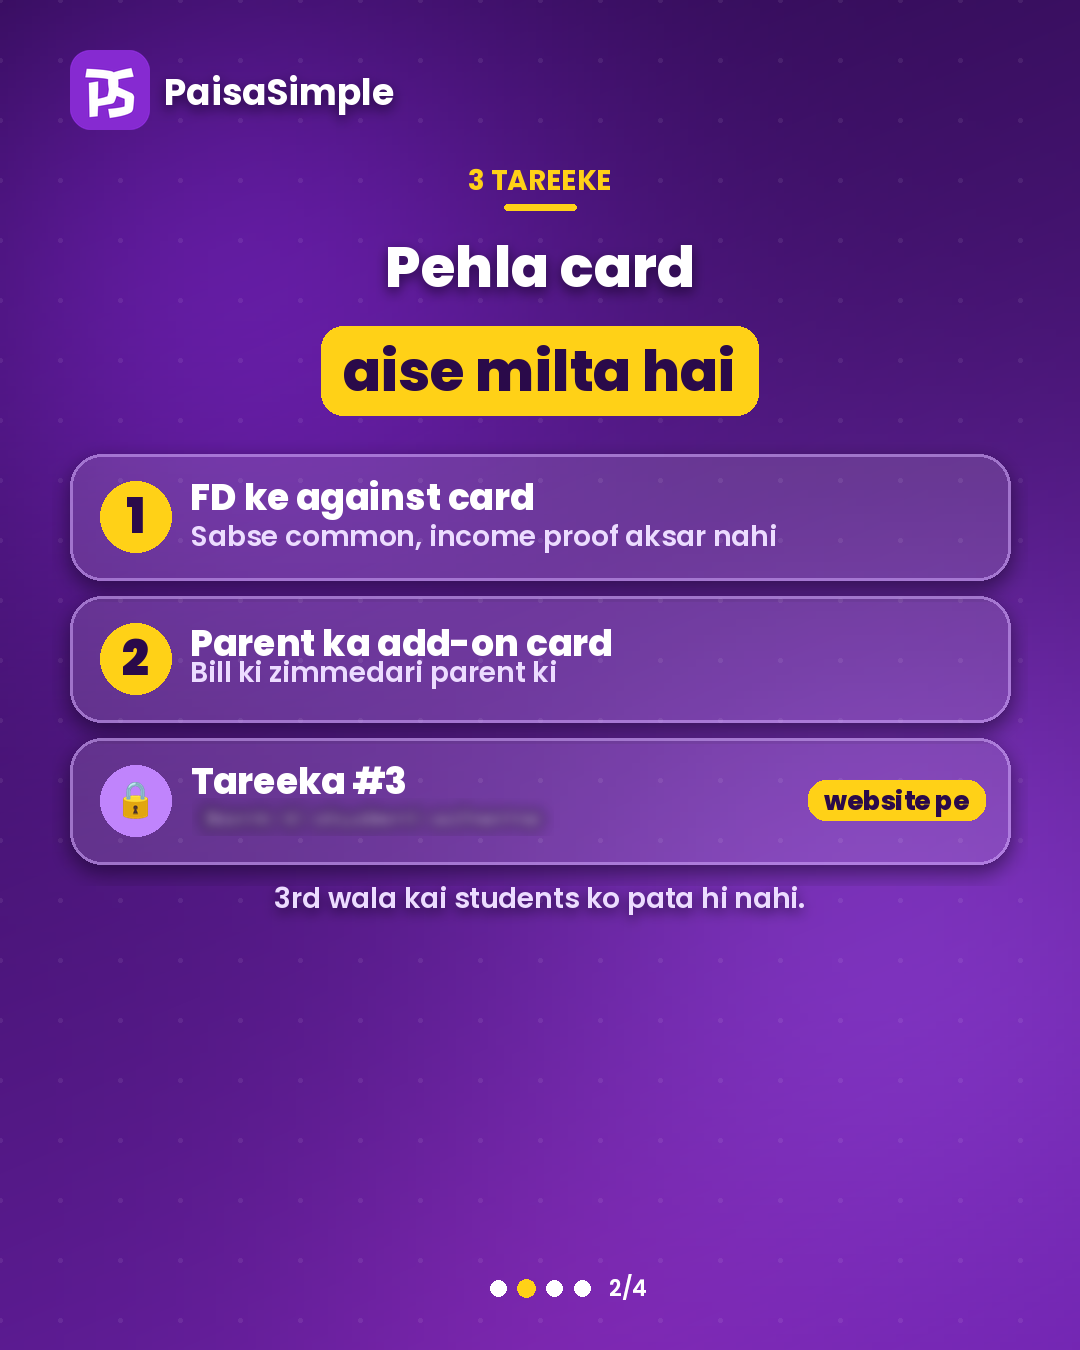 PaisaSimple
3 TAREEKE
Pehla card
aise milta hai
1
FD ke against card
Sabse common, income proof aksar nahi
2
Parent ka add-on card
Bill ki zimmedari parent ki
Tareeka #3
website pe
3rd wala kai students ko pata hi nahi.
2/4